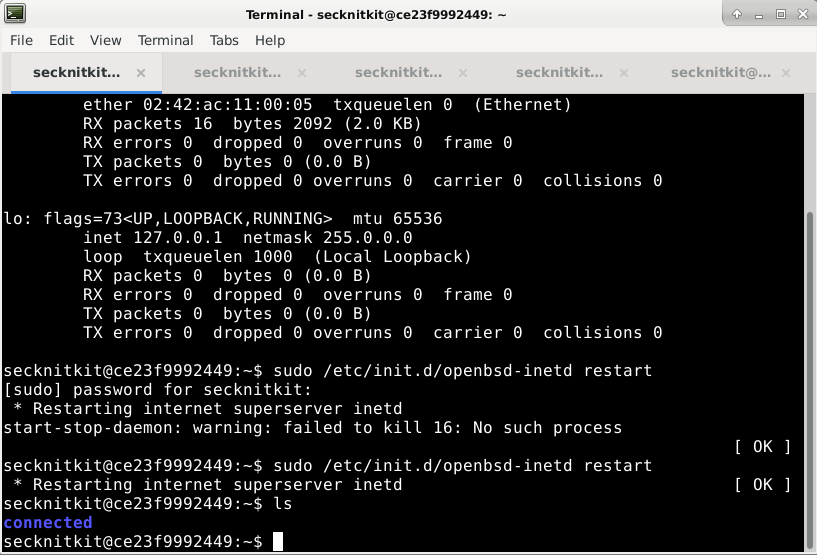 Terminal - secknitkit@ce23f9992449: ~
File Edit View Terminal Tabs Help
secknitkit... × secknitkit... × secknitkit... × secknitkit... × secknitkit@... ×
ether 02:42:ac:11:00:05  txqueuelen 0  (Ethernet)
RX packets 16  bytes 2092 (2.0 KB)
RX errors 0  dropped 0  overruns 0  frame 0
TX packets 0  bytes 0 (0.0 B)
TX errors 0  dropped 0 overruns 0  carrier 0  collisions 0
lo: flags=73<UP,LOOPBACK,RUNNING>  mtu 65536
inet 127.0.0.1  netmask 255.0.0.0
loop  txqueuelen 1000  (Local Loopback)
RX packets 0  bytes 0 (0.0 B)
RX errors 0  dropped 0  overruns 0  frame 0
TX packets 0  bytes 0 (0.0 B)
TX errors 0  dropped 0 overruns 0  carrier 0  collisions 0
secknitkit@ce23f9992449:~$ sudo /etc/init.d/openbsd-inetd restart
[sudo] password for secknitkit:
* Restarting internet superserver inetd
start-stop-daemon: warning: failed to kill 16: No such process
[ OK ]
secknitkit@ce23f9992449:~$ sudo /etc/init.d/openbsd-inetd restart
* Restarting internet superserver inetd [ OK ]
secknitkit@ce23f9992449:~$ ls
connected
secknitkit@ce23f9992449:~$